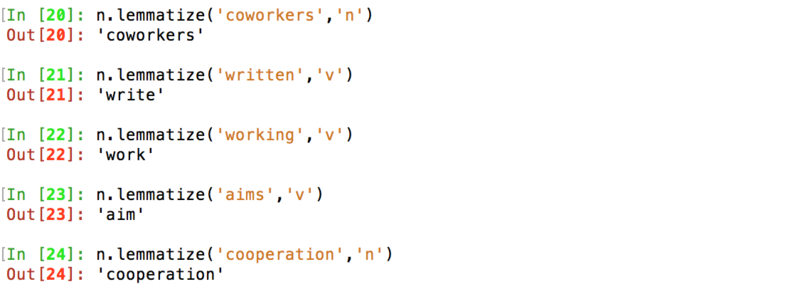 [In [20]: n.lemmatize('coworkers','n')
Out[20]: 'coworkers'
[In [21]: n.lemmatize('written','v')
Out[21]: 'write'
[In [22]: n.lemmatize('working','v')
Out[22]: 'work'
[In [23]: n.lemmatize('aims','v')
Out[23]: 'aim'
[In [24]: n.lemmatize('cooperation','n')
Out[24]: 'cooperation'